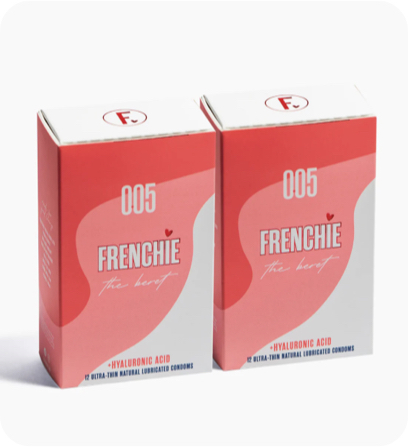 F.
005
FRENCHIE
the beret
+HYALURONIC ACID
12 ULTRA-THIN NATURAL LUBRICATED CONDOMS
F.
005
FRENCHIE
the beret
+HYALURONIC ACID
12 ULTRA-THIN NATURAL LUBRICATED CONDOMS